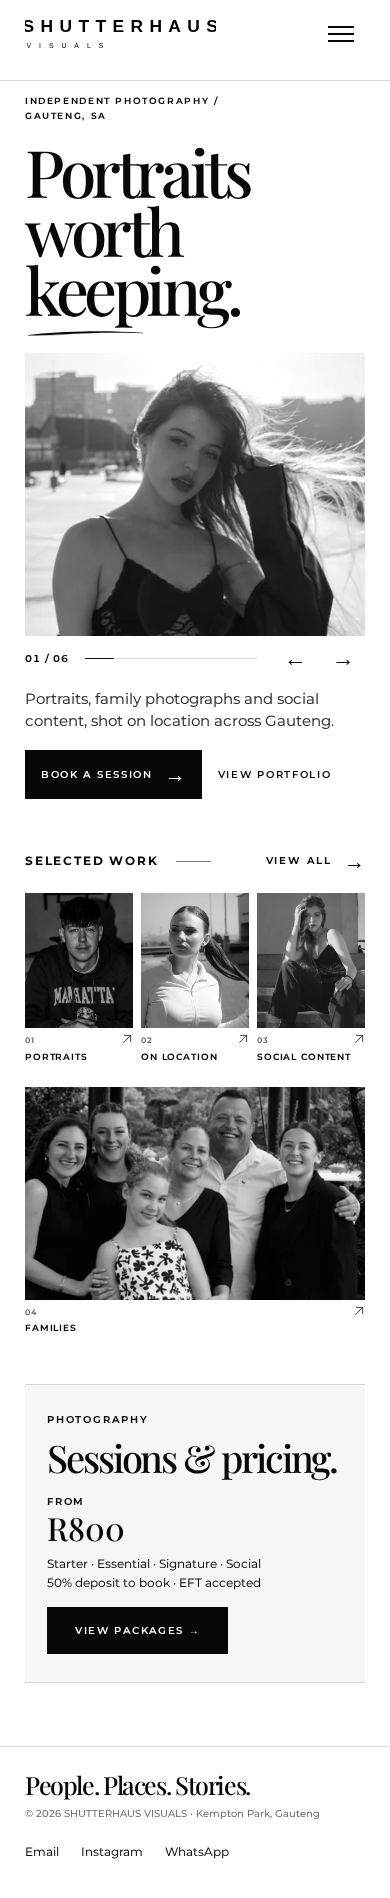 SHUTTERHAUS
VISUALS
INDEPENDENT PHOTOGRAPHY /
GAUTENG, SA
Portraits
worth
keeping.
01 / 06
← →
Portraits, family photographs and social
content, shot on location across Gauteng.
BOOK A SESSION → VIEW PORTFOLIO
SELECTED WORK VIEW ALL →
MANHATTA
01 02 03
PORTRAITS ON LOCATION SOCIAL CONTENT
04
FAMILIES
PHOTOGRAPHY
Sessions & pricing.
FROM
R800
Starter · Essential · Signature · Social
50% deposit to book · EFT accepted
VIEW PACKAGES →
People. Places. Stories.
© 2026 SHUTTERHAUS VISUALS · Kempton Park, Gauteng
Email Instagram WhatsApp